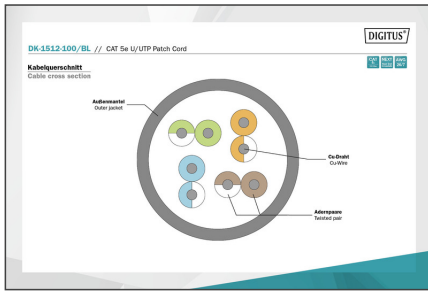 DIGITUS®
DK-1512-100/BL // CAT 5e U/UTP Patch Cord
Kabelquerschnitt
Cable cross section
Außenmantel
Outer jacket
Cu-Draht
Cu-Wire
Adernpaare
Twisted pair